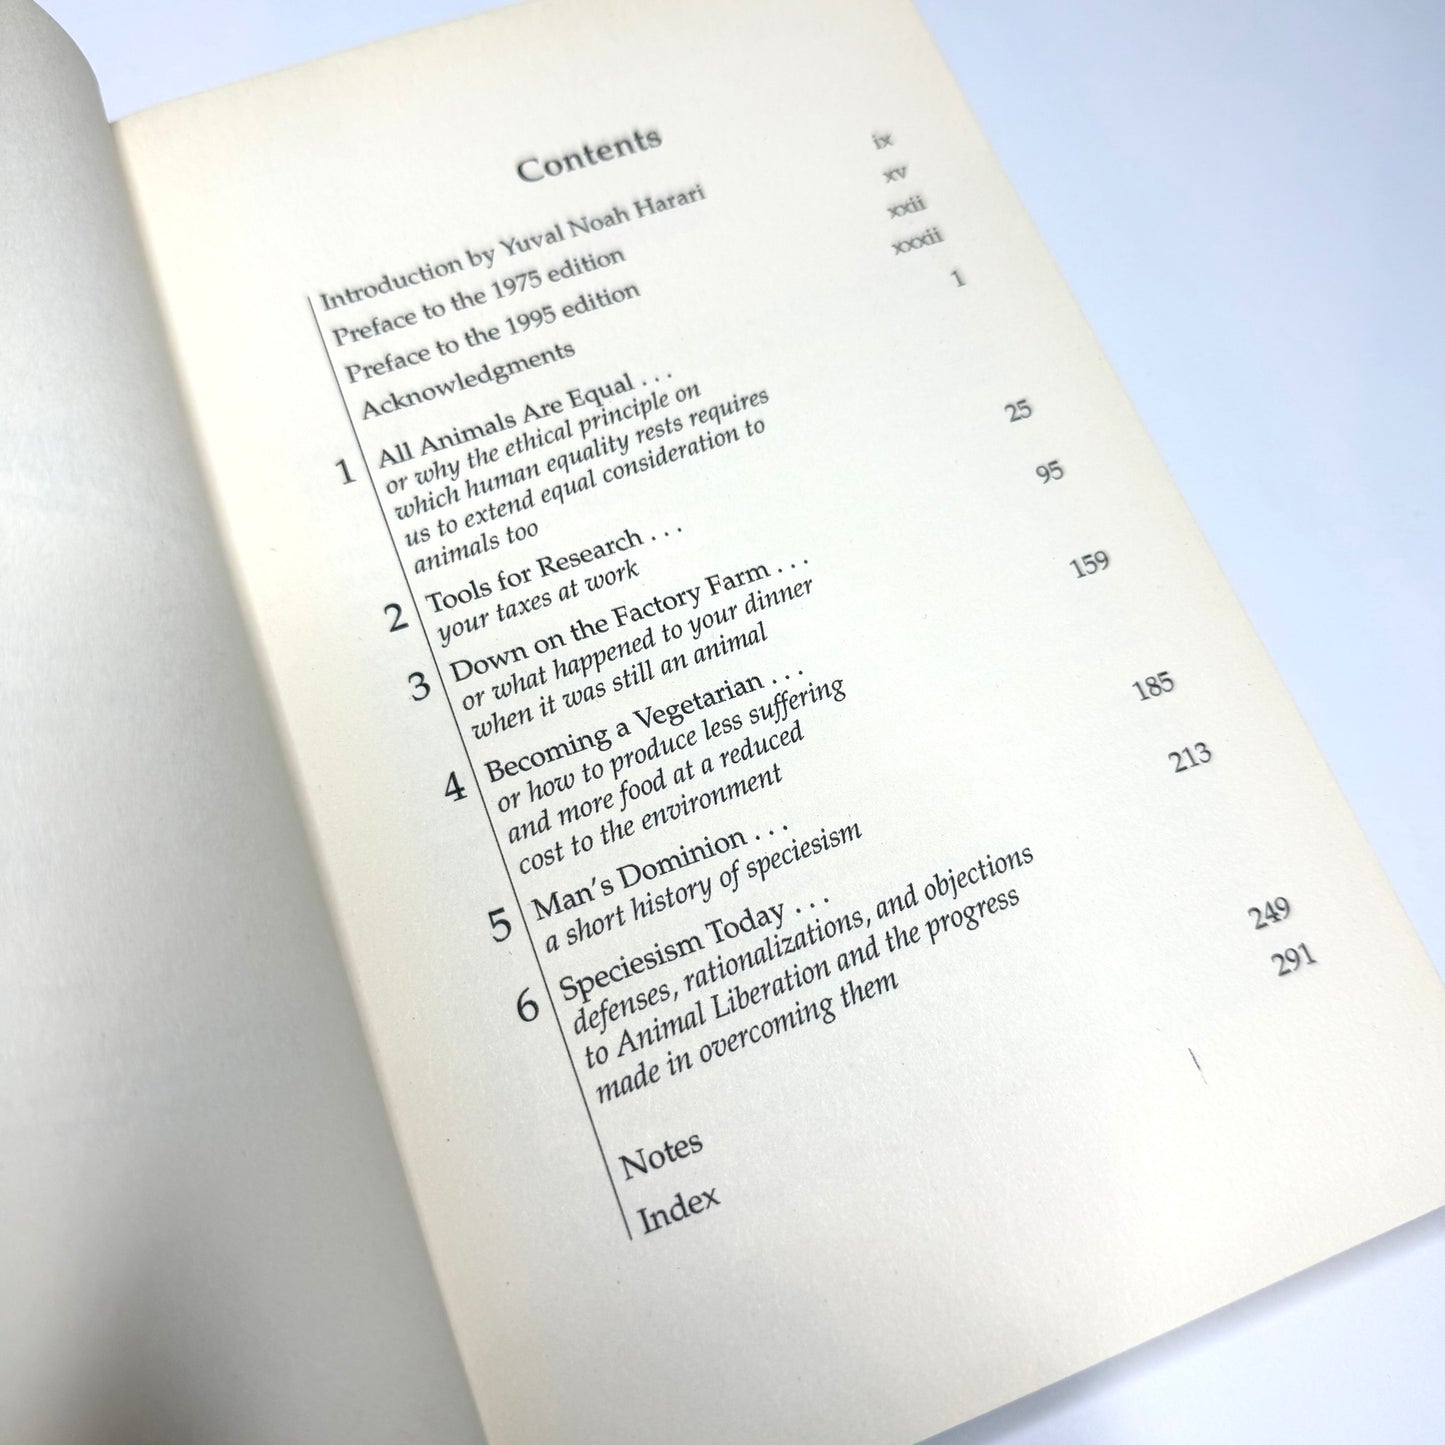 Contents
Introduction by Yuval Noah Harari ix
Preface to the 1975 edition xv
Preface to the 1995 edition xxii
Acknowledgments xxxii
1 All Animals Are Equal . . . 1
or why the ethical principle on
which human equality rests requires
us to extend equal consideration to
animals too
2 Tools for Research . . . 25
your taxes at work
3 Down on the Factory Farm . . . 95
or what happened to your dinner
when it was still an animal
4 Becoming a Vegetarian . . . 159
or how to produce less suffering
and more food at a reduced
cost to the environment
5 Man's Dominion . . . 185
a short history of speciesism
6 Speciesism Today . . . 213
defenses, rationalizations, and objections
to Animal Liberation and the progress
made in overcoming them
Notes 249
Index 291